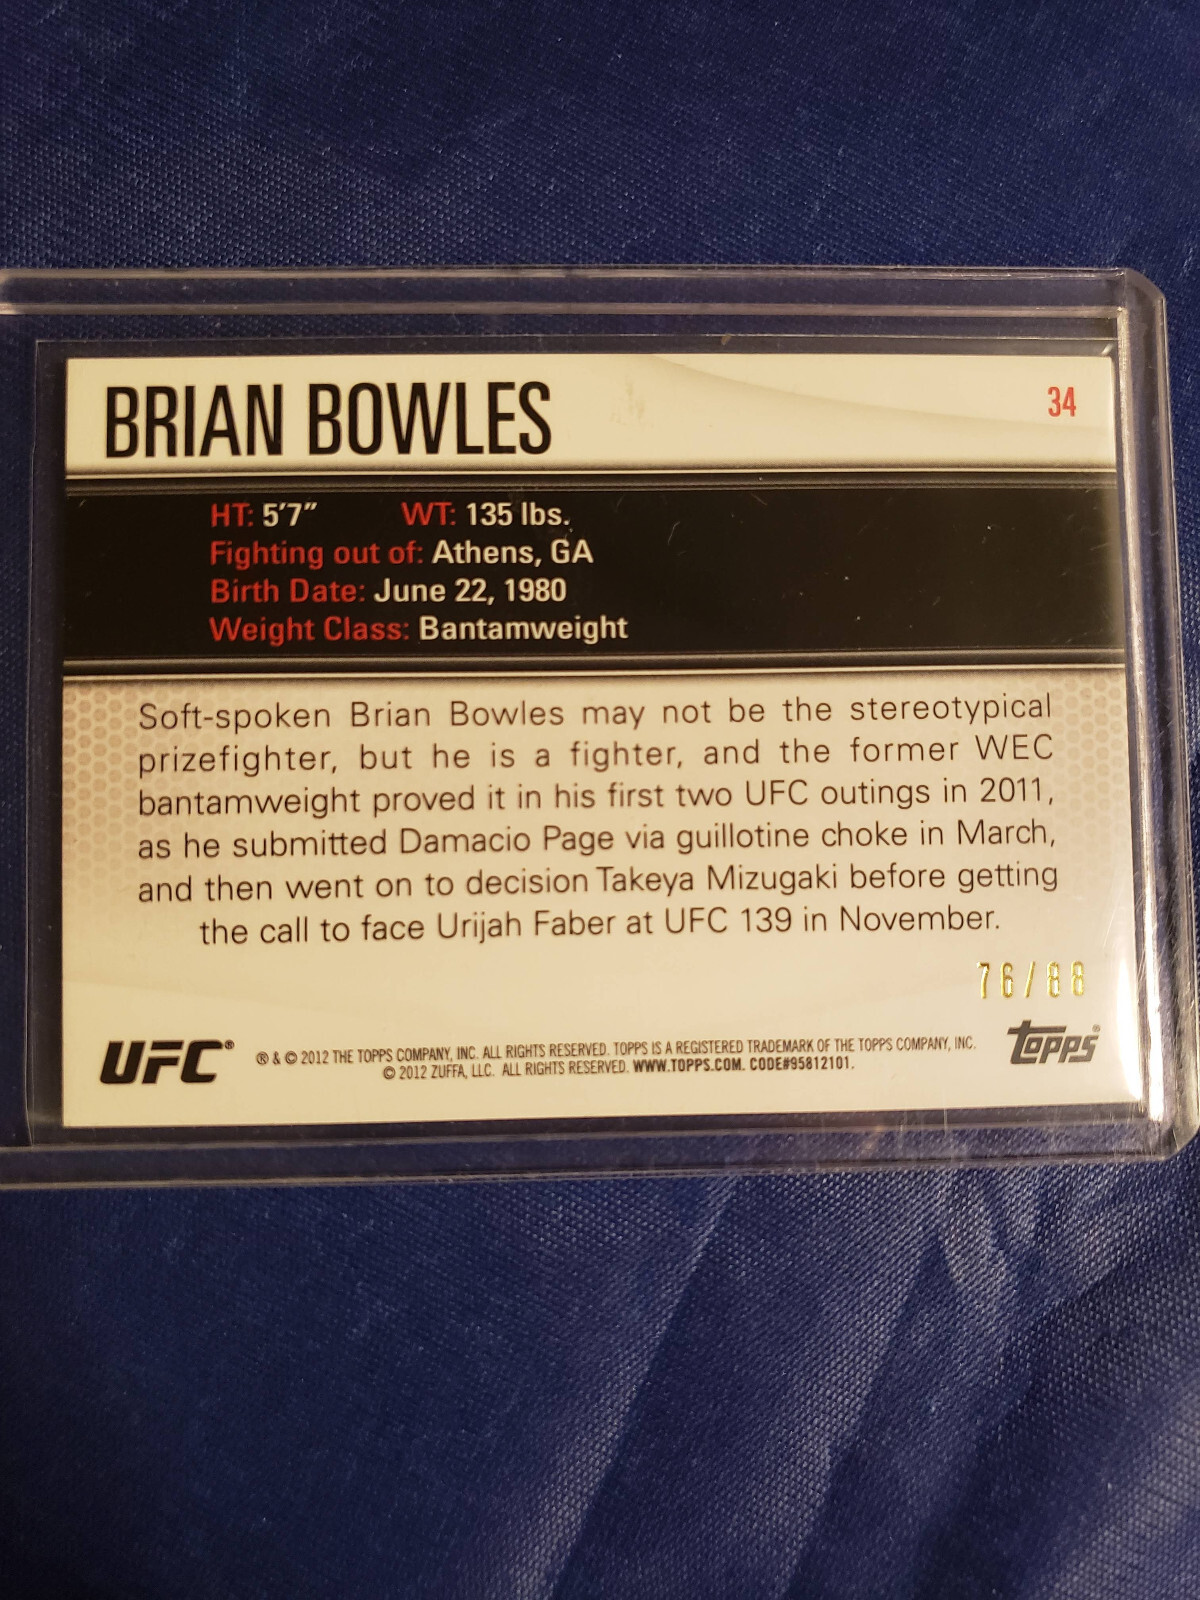 BRIAN BOWLES
34
HT: 5'7" WT: 135 lbs.
Fighting out of: Athens, GA
Birth Date: June 22, 1980
Weight Class: Bantamweight
Soft-spoken Brian Bowles may not be the stereotypical
prizefighter, but he is a fighter, and the former WEC
bantamweight proved it in his first two UFC outings in 2011,
as he submitted Damacio Page via guillotine choke in March,
and then went on to decision Takeya Mizugaki before getting
the call to face Urijah Faber at UFC 139 in November.
76/88
UFC®
® & © 2012 THE TOPPS COMPANY, INC. ALL RIGHTS RESERVED. TOPPS IS A REGISTERED TRADEMARK OF THE TOPPS COMPANY, INC.
© 2012 ZUFFA, LLC. ALL RIGHTS RESERVED. WWW.TOPPS.COM. CODE#95812101.
Topps®